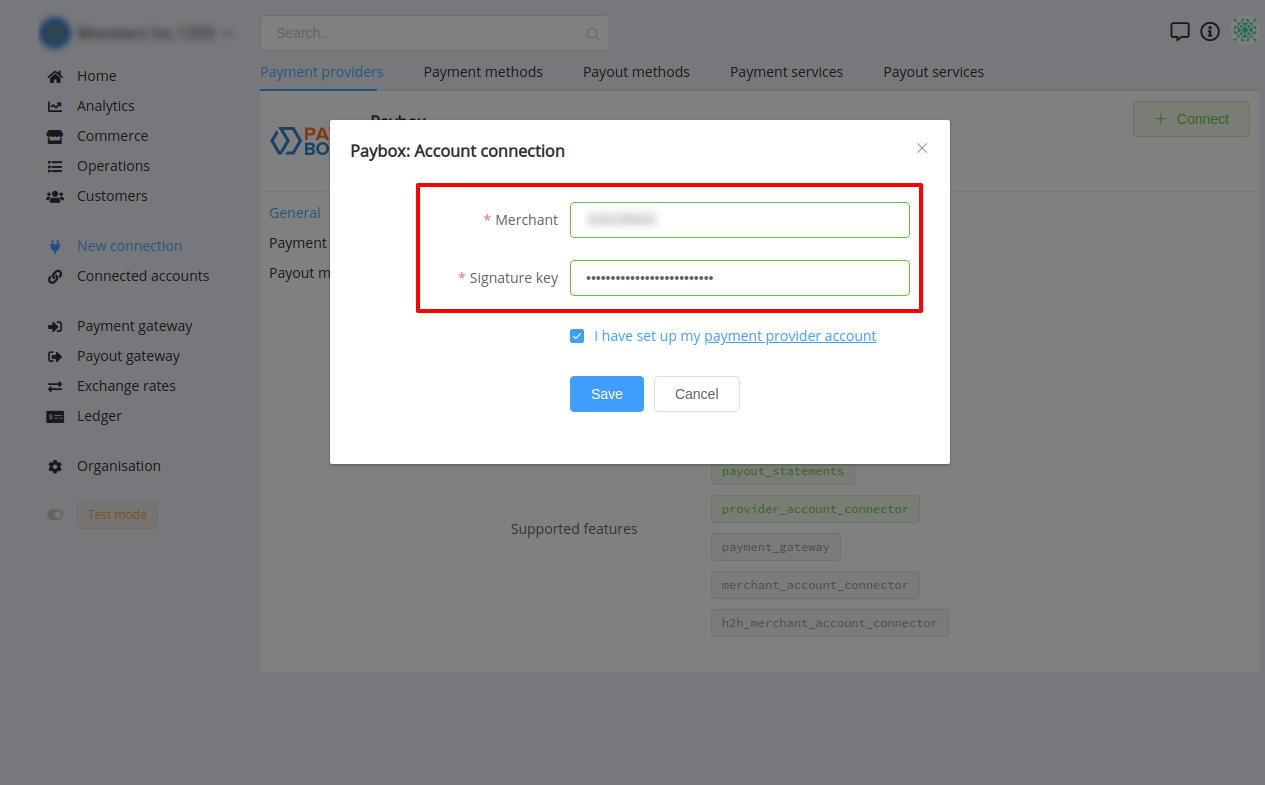 Search...
Home
Analytics
Commerce
Operations
Customers
New connection
Connected accounts
Payment gateway
Payout gateway
Exchange rates
Ledger
Organisation
Test mode
Payment providers Payment methods Payout methods Payment services Payout services
Paybox
PA
BO
+ Connect
General
Payment
Payout m
Paybox: Account connection
* Merchant
* Signature key ••••••••••••••••••••••••••
I have set up my payment provider account
Save Cancel
payout_statements
provider_account_connector
Supported features
payment_gateway
merchant_account_connector
h2h_merchant_account_connector